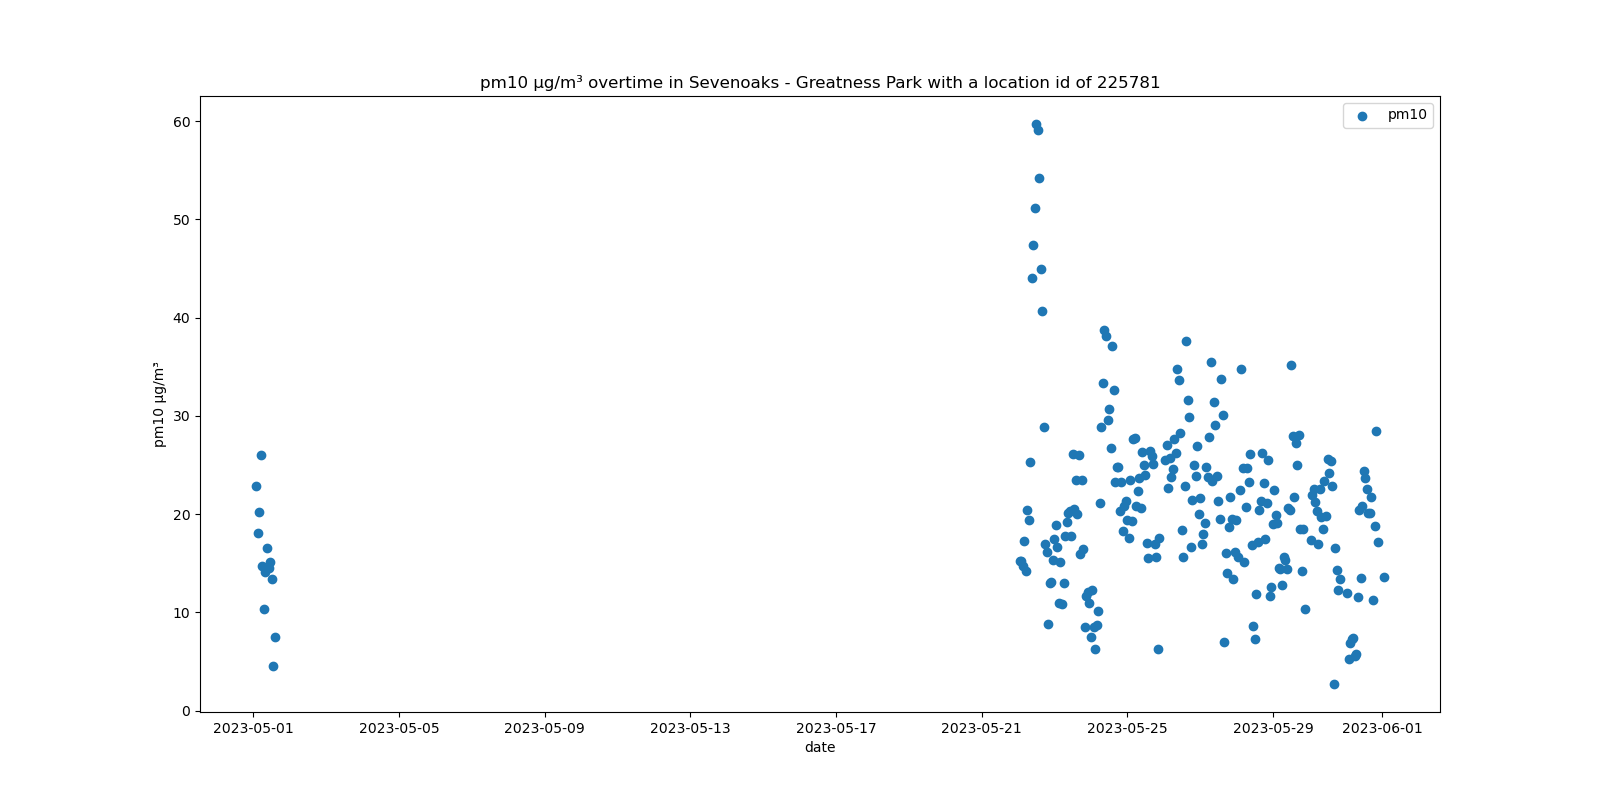 pm10 µg/m³ overtime in Sevenoaks - Greatness Park with a location id of 225781
pm10
60
50
40
30
20
10
0
pm10 µg/m³
2023-05-01 2023-05-05 2023-05-09 2023-05-13 2023-05-17 2023-05-21 2023-05-25 2023-05-29 2023-06-01
date